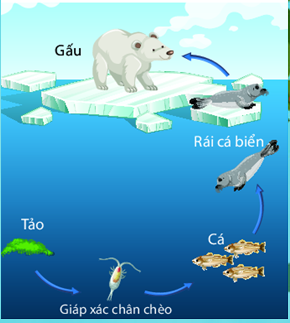 Gấu
Rái cá biển
Tảo
Cá
Giáp xác chân chèo